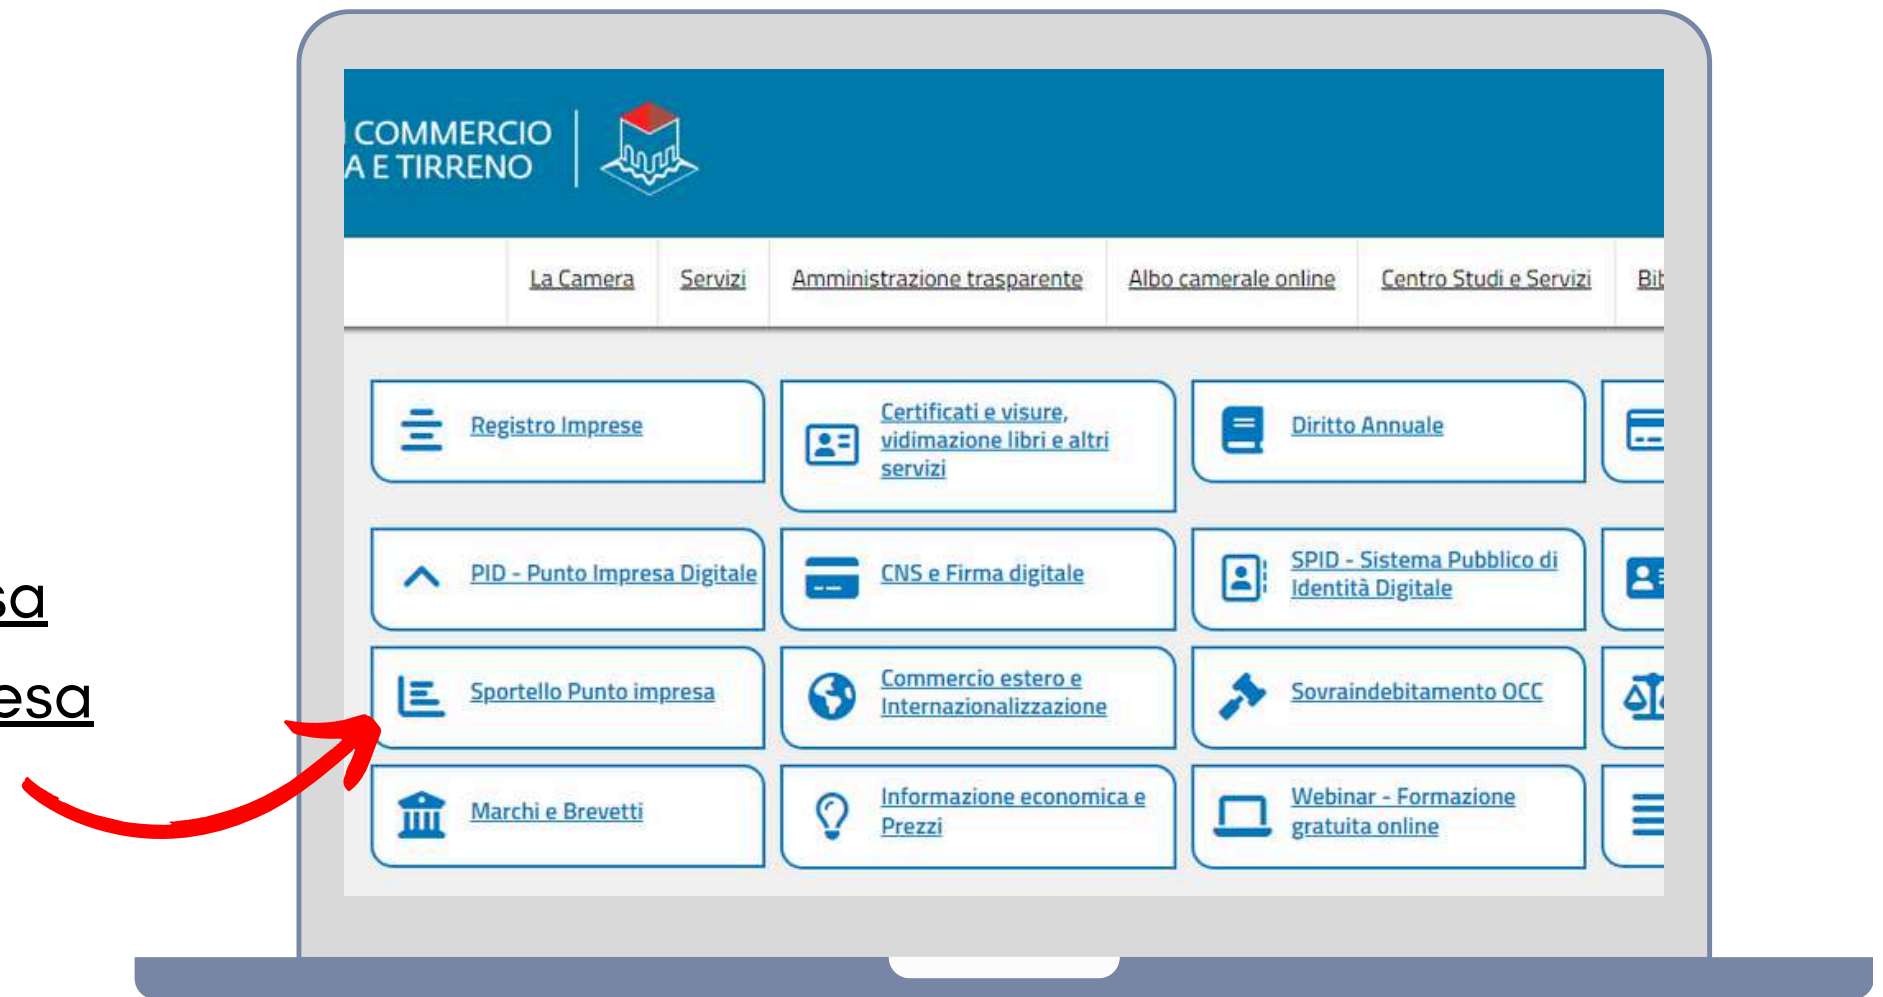 COMMERCIO
A E TIRRENO
La Camera Servizi Amministrazione trasparente Albo camerale online Centro Studi e Servizi
Registro Imprese
Certificati e visure,
vidimazione libri e altri
servizi
Diritto Annuale
PID - Punto Impresa Digitale
CNS e Firma digitale
SPID - Sistema Pubblico di
Identità Digitale
sa
esa
Sportello Punto impresa
Commercio estero e
Internazionalizzazione
Sovraindebitamento OCC
Marchi e Brevetti
Informazione economica e
Prezzi
Webinar - Formazione
gratuita online